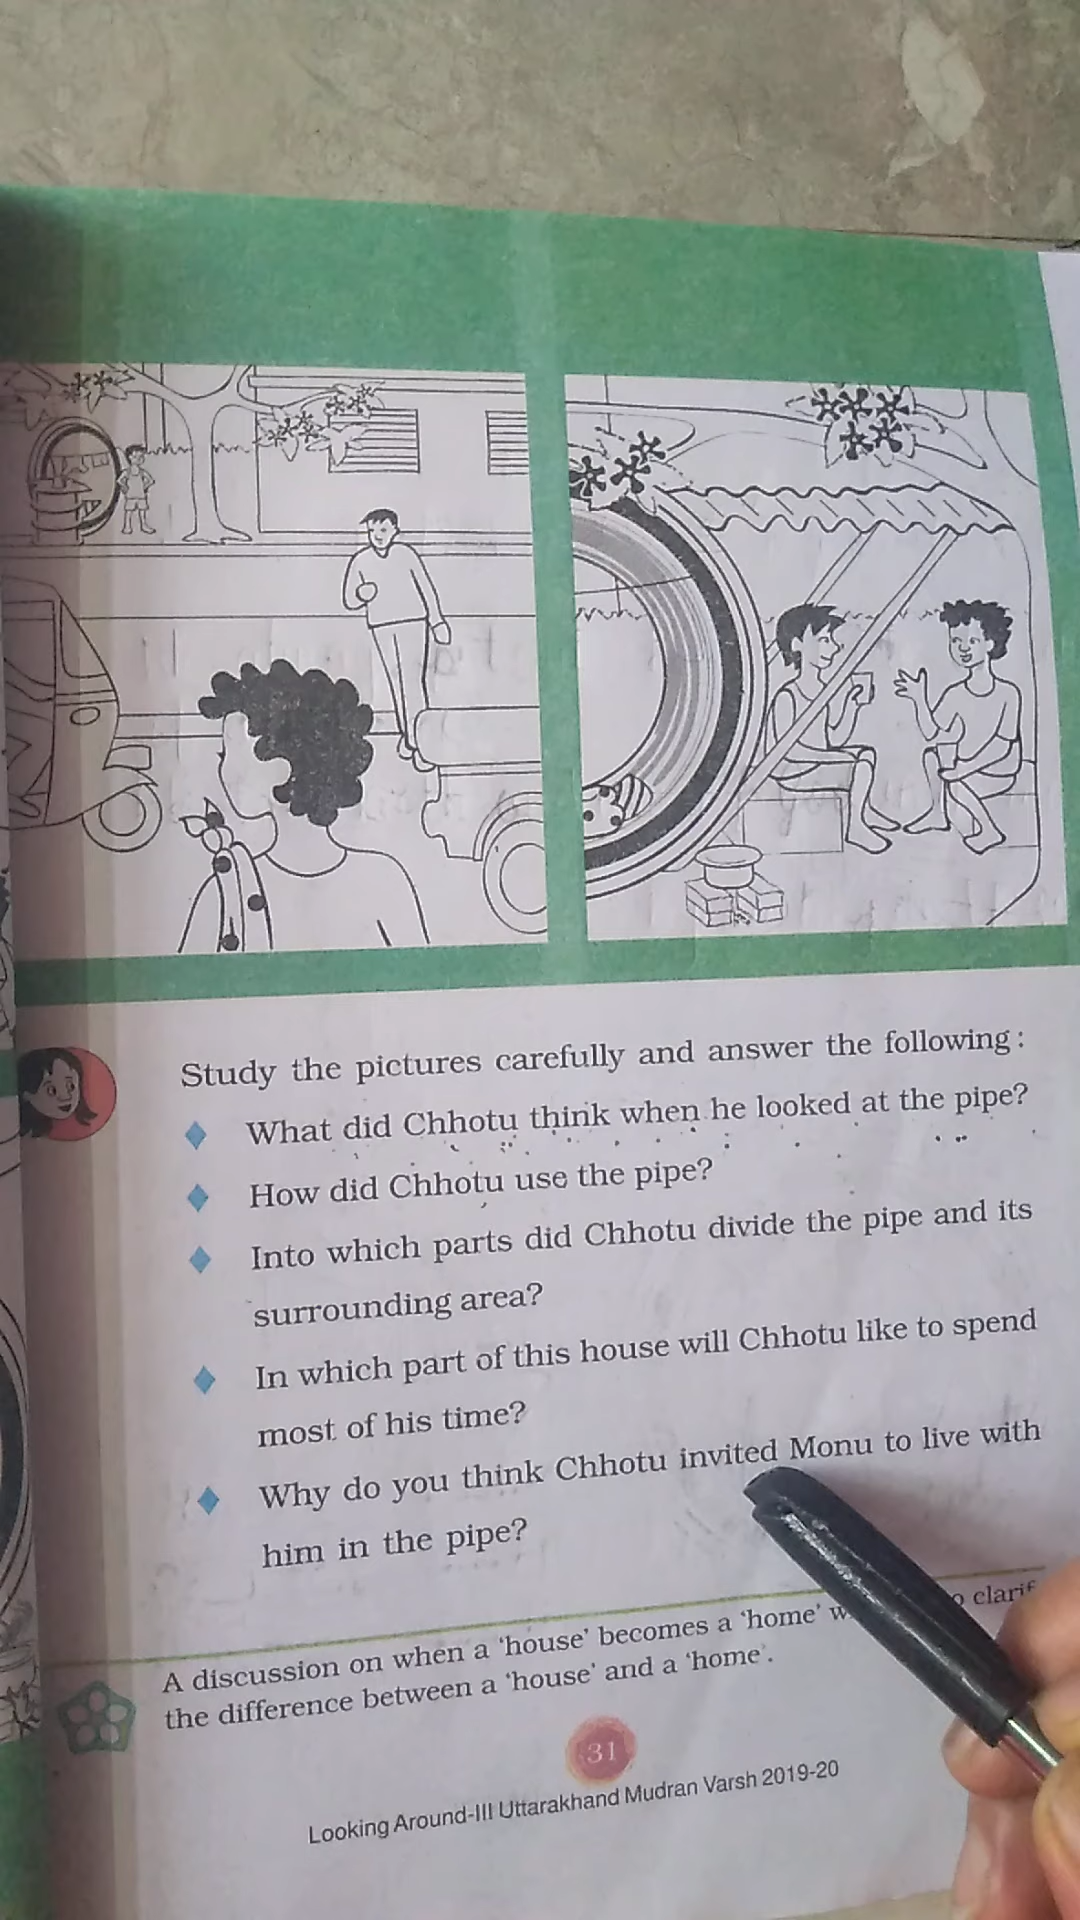 Study the pictures carefully and answer the following:
What did Chhotu think when he looked at the pipe?
How did Chhotu use the pipe?
Into which parts did Chhotu divide the pipe and its
surrounding area?
In which part of this house will Chhotu like to spend
most of his time?
Why do you think Chhotu invited Monu to live with
him in the pipe?
A discussion on when a 'house' becomes a 'home'
the difference between a 'house' and a 'home'.
31
Looking Around-III Uttarakhand Mudran Varsh 2019-20